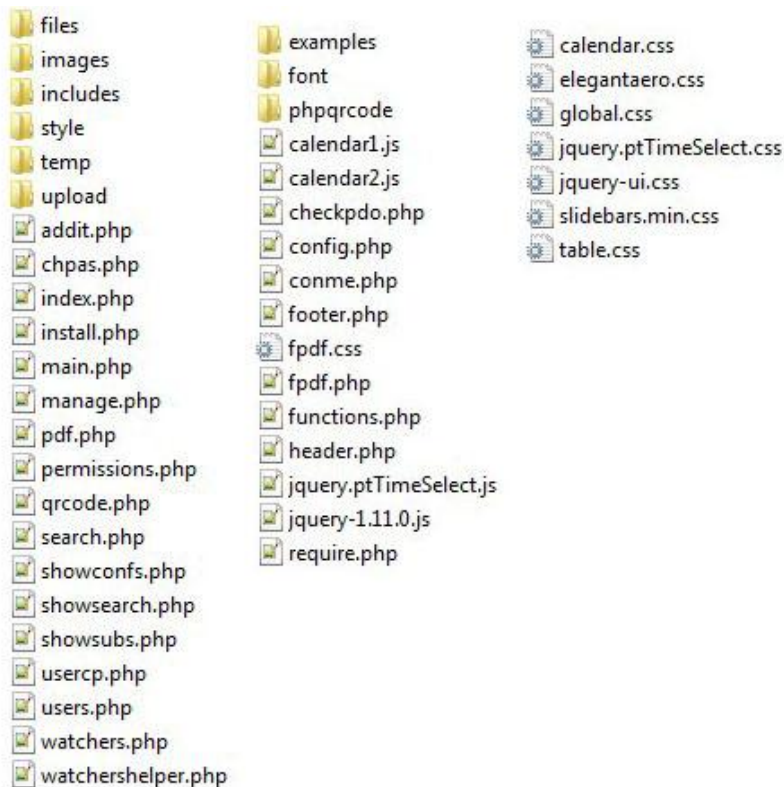 files
images
includes
style
temp
upload
addit.php
chpas.php
index.php
install.php
main.php
manage.php
pdf.php
permissions.php
qrcode.php
search.php
showconfs.php
showsearch.php
showsubs.php
usercp.php
users.php
watchers.php
watchershelper.php
examples
font
phpqrcode
calendar1.js
calendar2.js
checkpdo.php
config.php
conme.php
footer.php
fpdf.css
fpdf.php
functions.php
header.php
jquery.ptTimeSelect.js
jquery-1.11.0.js
require.php
calendar.css
elegantaero.css
global.css
jquery.ptTimeSelect.css
jquery-ui.css
slidebars.min.css
table.css